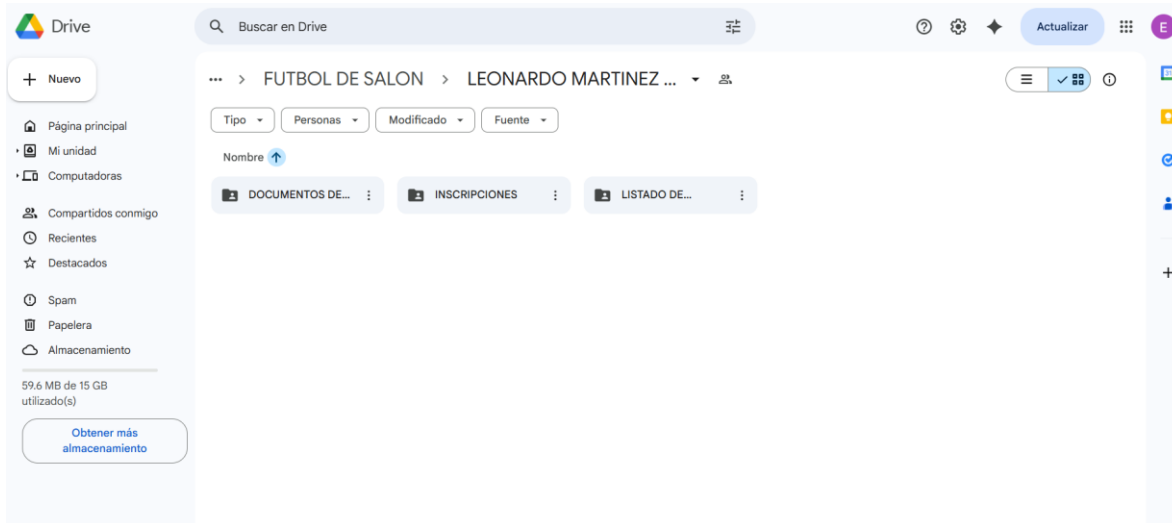 Drive
Buscar en Drive
Actualizar
E
Nuevo
... > FUTBOL DE SALON > LEONARDO MARTINEZ ...
Tipo
Personas
Modificado
Fuente
Página principal
Mi unidad
Computadoras
Nombre
DOCUMENTOS DE...
INSCRIPCIONES
LISTADO DE...
Compartidos conmigo
Recientes
Destacados
Spam
Papelera
Almacenamiento
59.6 MB de 15 GB
utilizado(s)
Obtener más
almacenamiento